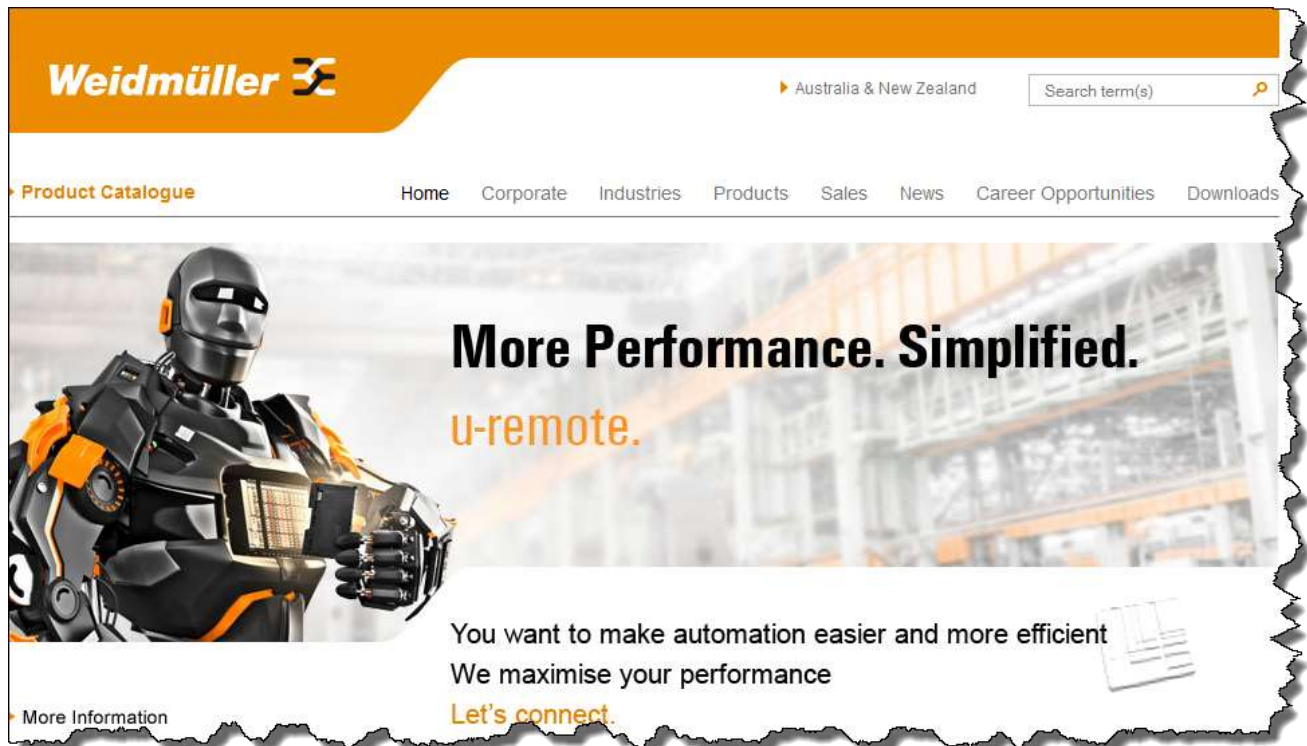 Weidmüller
Australia & New Zealand
Search term(s)
Product Catalogue
Home Corporate Industries Products Sales News Career Opportunities Downloads
More Performance. Simplified.
u-remote.
You want to make automation easier and more efficient
We maximise your performance
Let's connect.
More Information